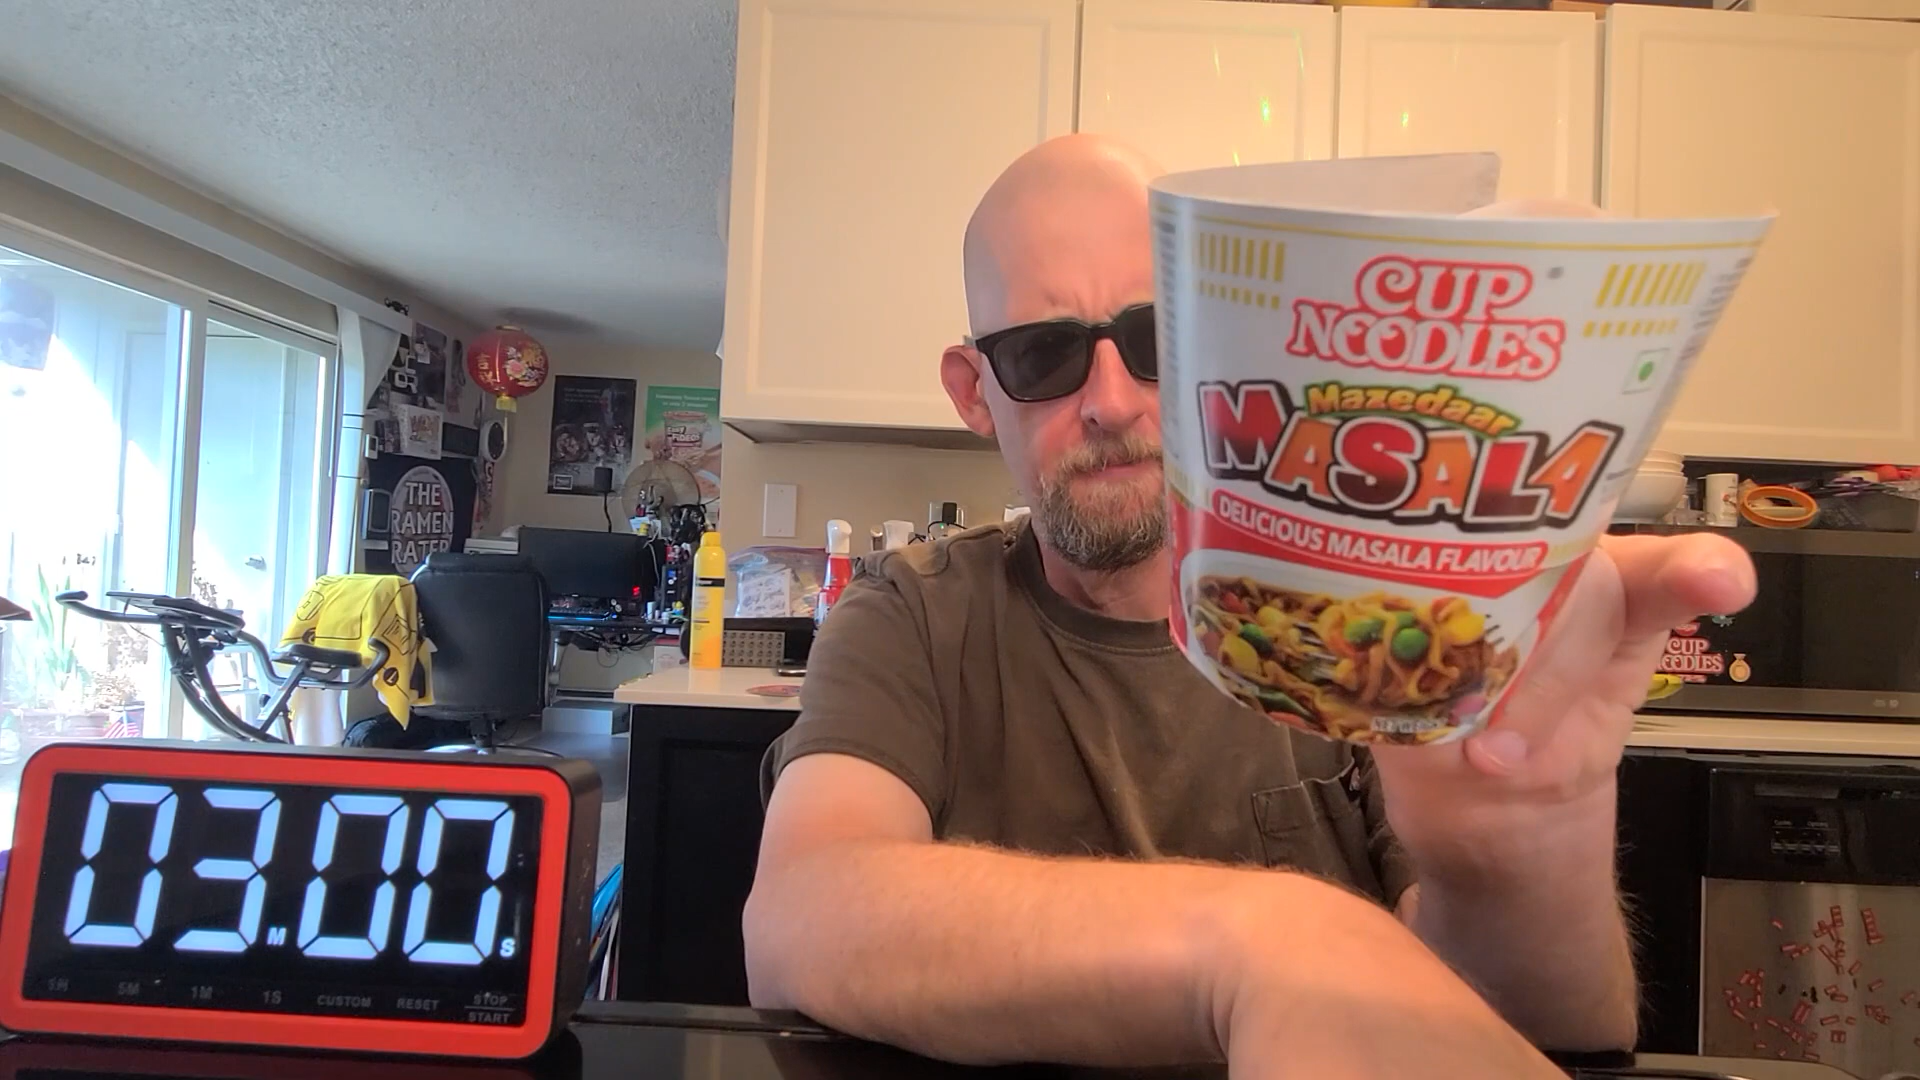 CUP
NOODLES
Mazedaar
MASALA
DELICIOUS MASALA FLAVOUR
THE
RAMEN
RATER
CUP
NOODLES
03 M 00 S
1H 5M 1M 1S CUSTOM RESET STOP
START